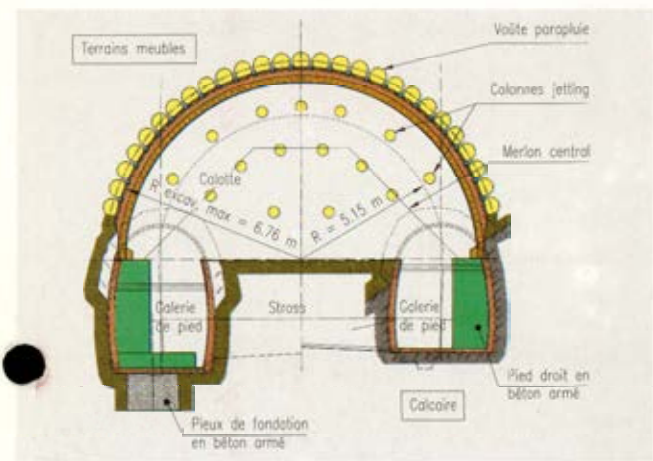 Terrains meubles
Voûte parapluie
Colonnes jetting
Merlon central
Calotte
R excav. max = 6.76 m
R = 5.15 m
Galerie
de pied
Stross
Galerie
de pied
Pied droit en
béton armé
Calcaire
Pieux de fondation
en béton armé